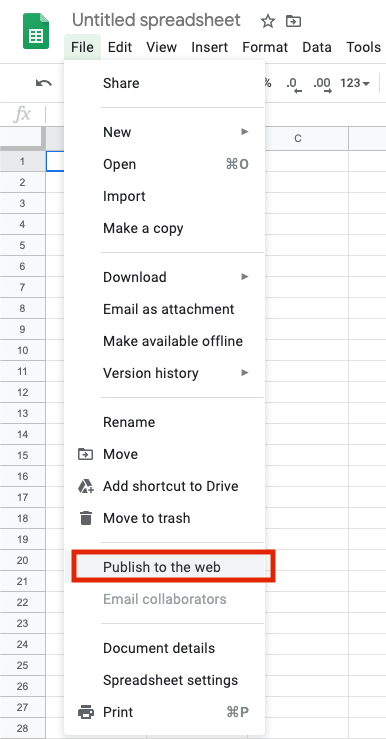 Untitled spreadsheet
File Edit View Insert Format Data Tools
% .0 .00 123
fx
C
1
Share
2
New
3
Open ⌘O
4
Import
5
Make a copy
6
Download
7
Email as attachment
8
Make available offline
9
Version history
10
11
12
13
Rename
14
Move
15
Add shortcut to Drive
16
Move to trash
17
18
19
20
Publish to the web
21
Email collaborators
22
23
24
Document details
25
Spreadsheet settings
26
Print ⌘P
27
28